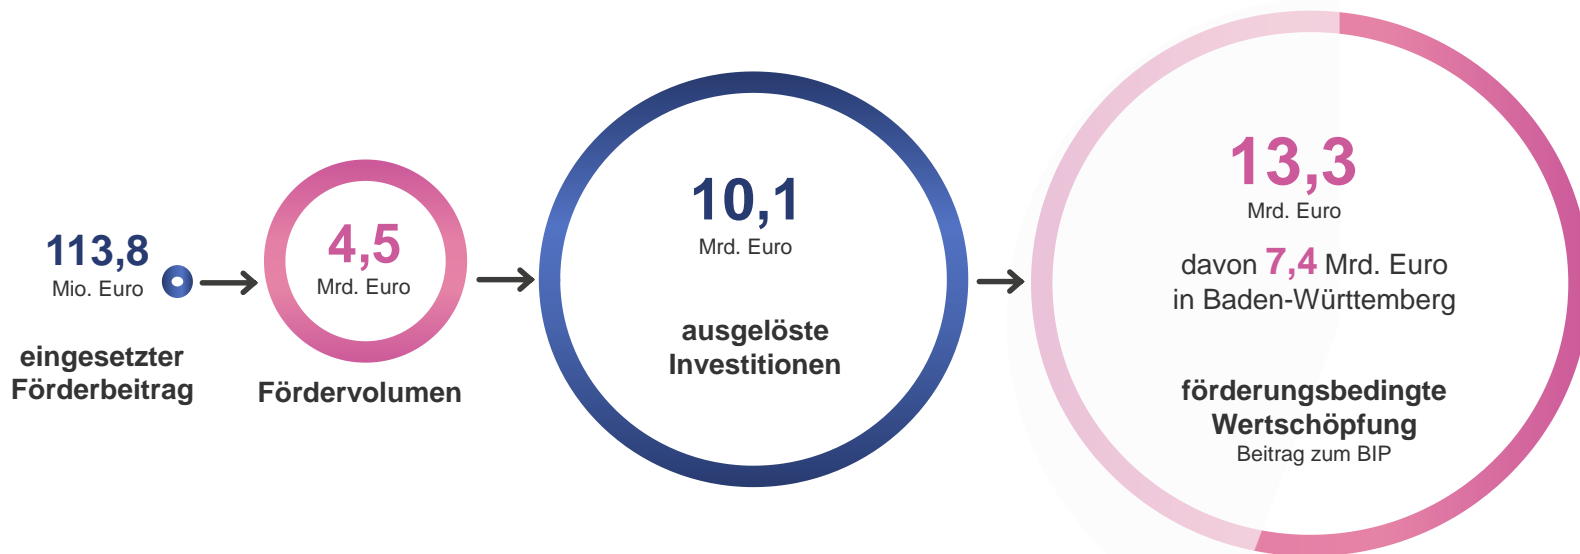 113,8
Mio. Euro
eingesetzter
Förderbeitrag
4,5
Mrd. Euro
Fördervolumen
10,1
Mrd. Euro
ausgelöste
Investitionen
13,3
Mrd. Euro
davon 7,4 Mrd. Euro
in Baden-Württemberg
förderungsbedingte
Wertschöpfung
Beitrag zum BIP